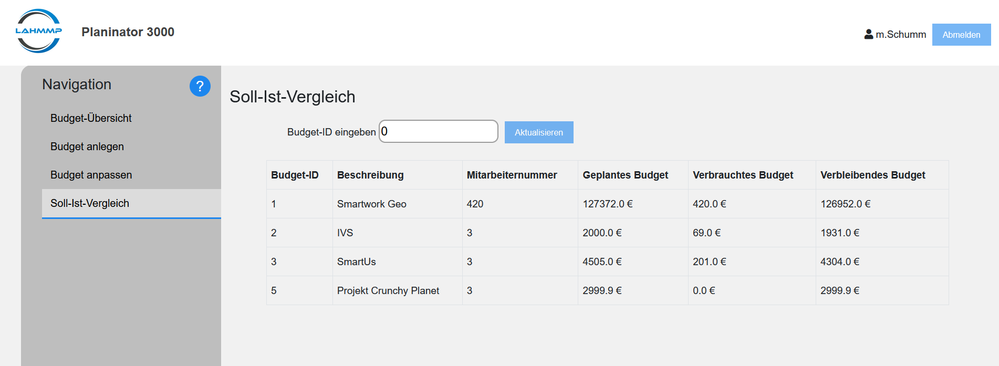 LAHMMP
Planinator 3000
m.Schumm
Abmelden
Navigation
?
Budget-Übersicht
Budget anlegen
Budget anpassen
Soll-Ist-Vergleich
Soll-Ist-Vergleich
Budget-ID eingeben 0 Aktualisieren
Budget-ID Beschreibung Mitarbeiternummer Geplantes Budget Verbrauchtes Budget Verbleibendes Budget
1 Smartwork Geo 420 127372.0 € 420.0 € 126952.0 €
2 IVS 3 2000.0 € 69.0 € 1931.0 €
3 SmartUs 3 4505.0 € 201.0 € 4304.0 €
5 Projekt Crunchy Planet 3 2999.9 € 0.0 € 2999.9 €